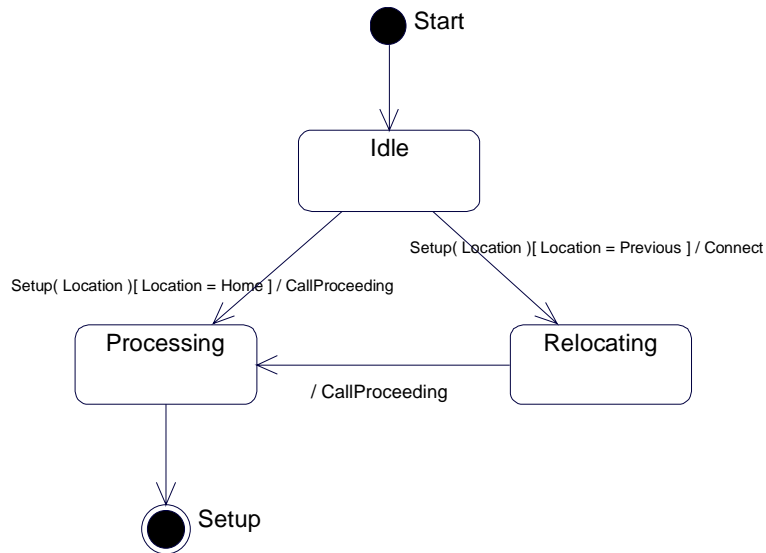 Start
Idle
Setup( Location )[ Location = Previous ] / Connect
Setup( Location )[ Location = Home ] / CallProceeding
Processing
Relocating
/ CallProceeding
Setup